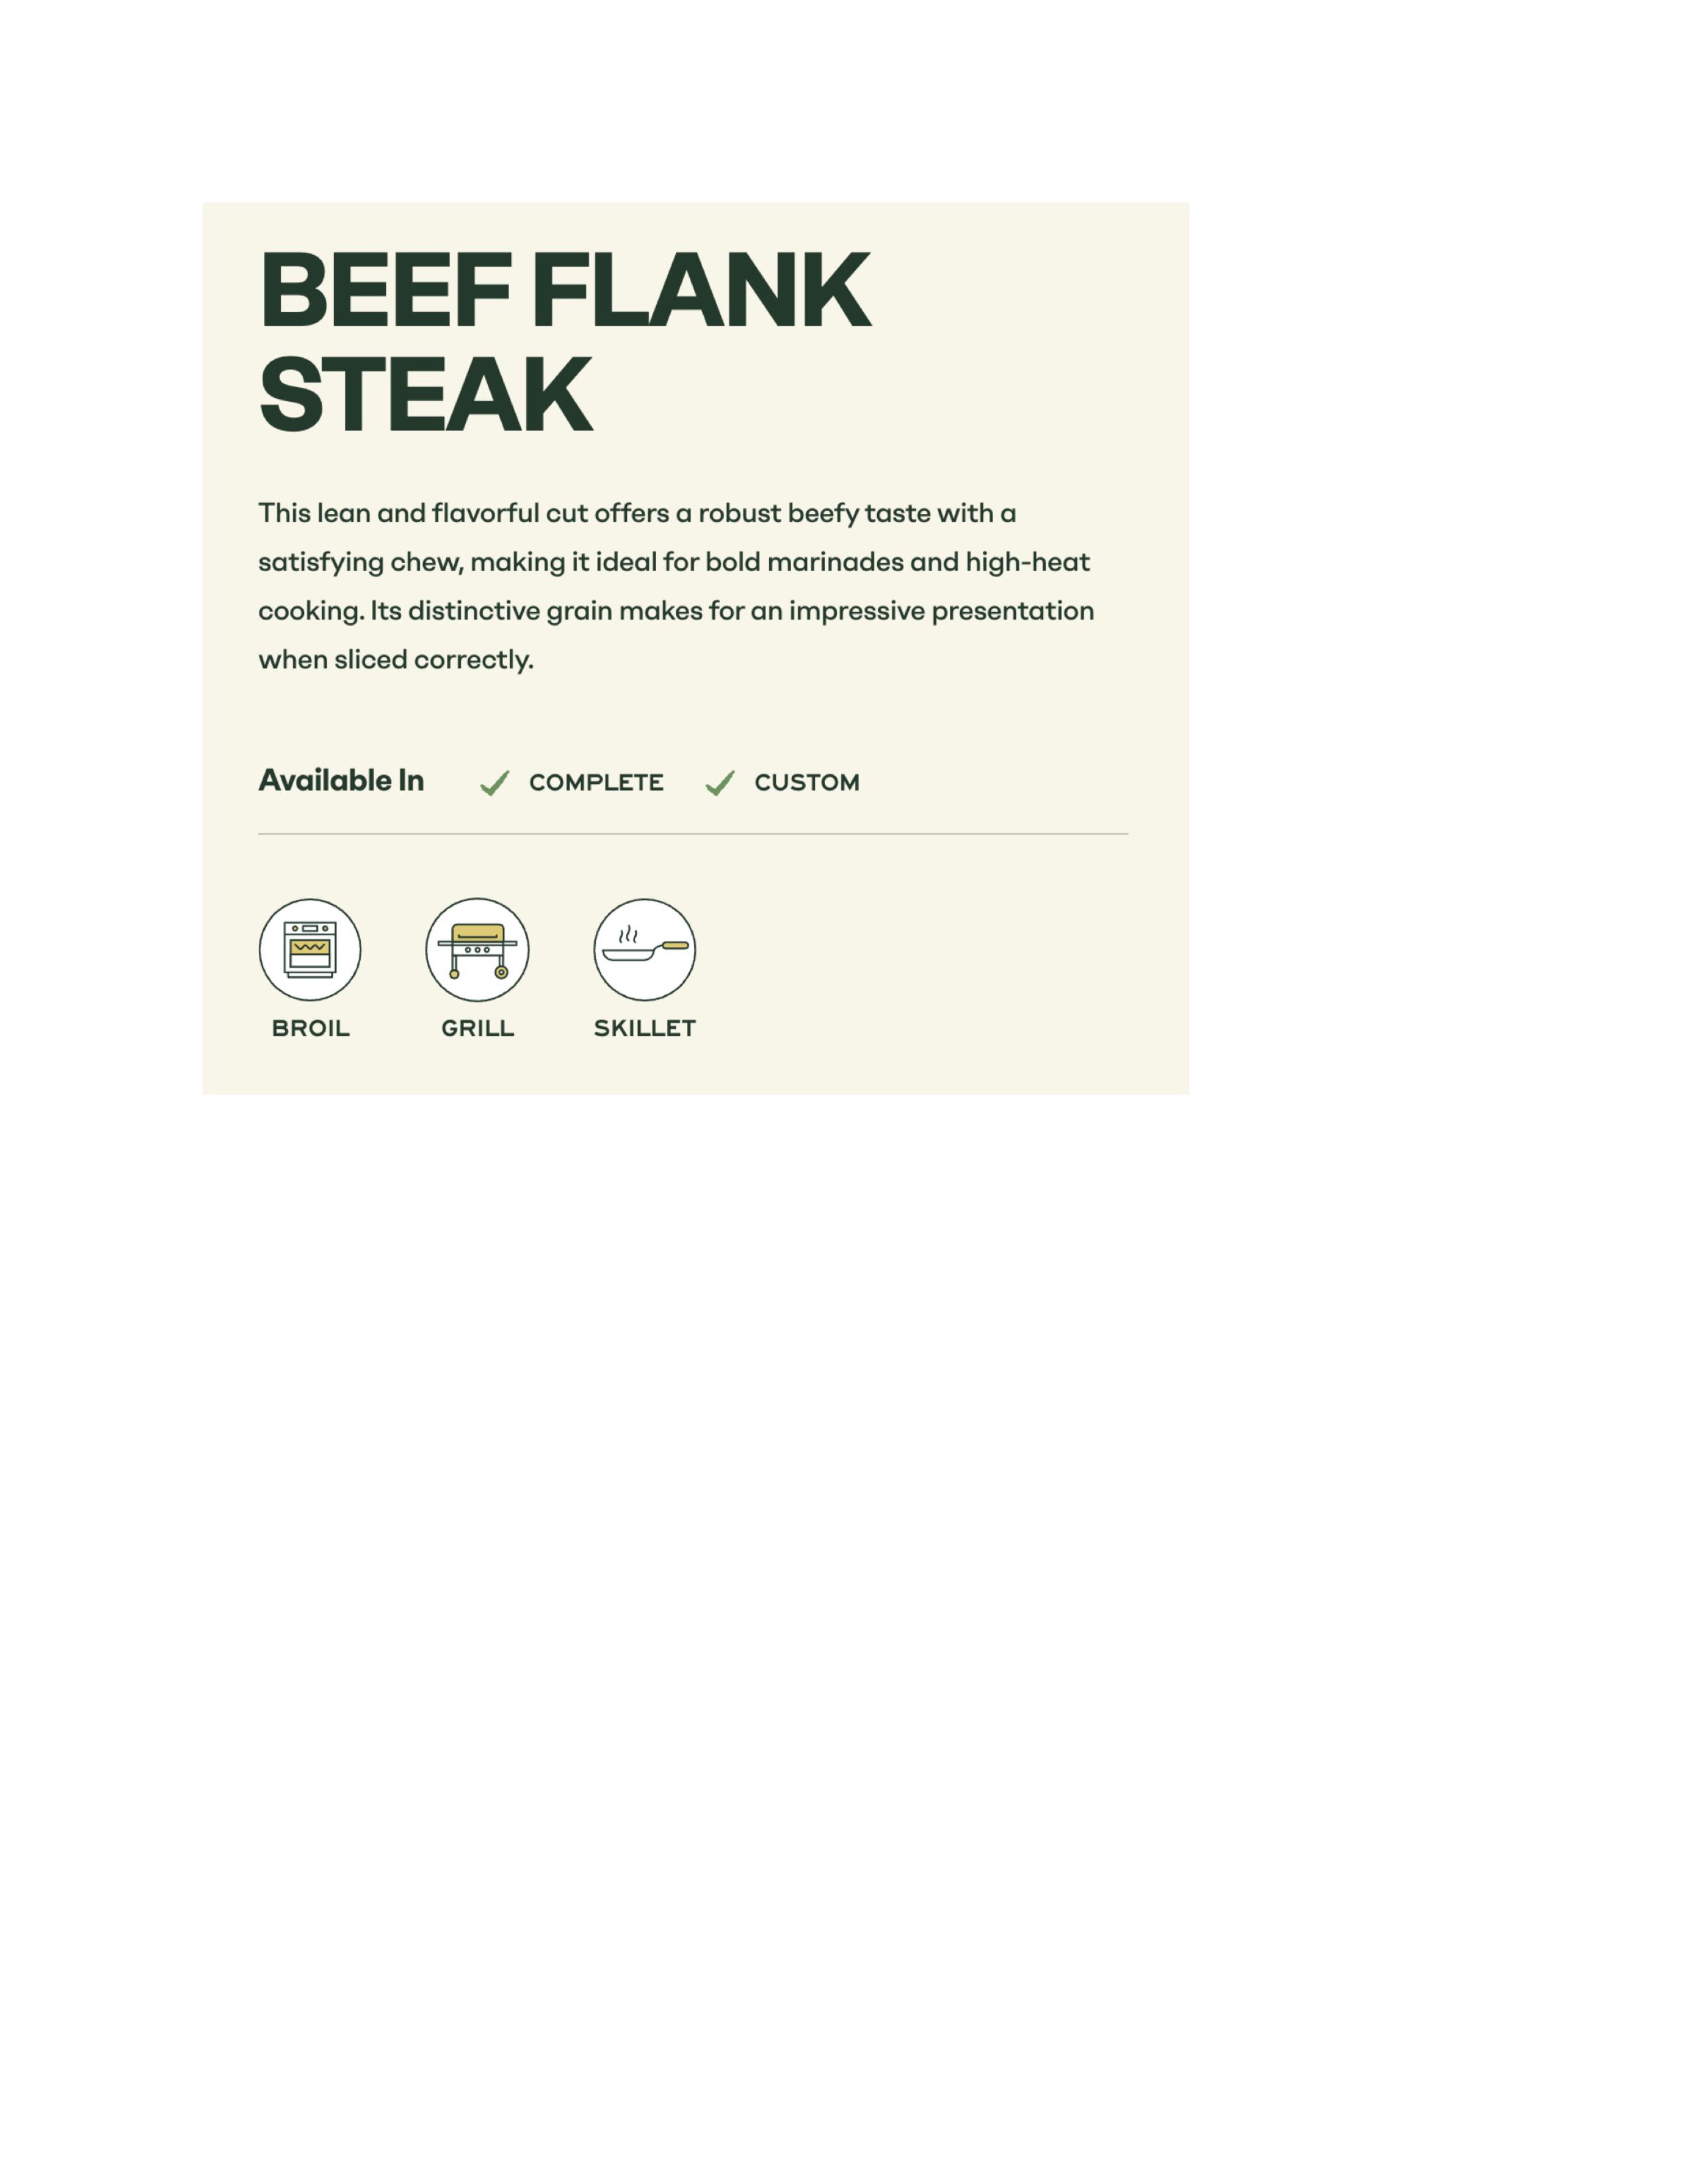 BEEF FLANK
STEAK
This lean and flavorful cut offers a robust beefy taste with a
satisfying chew, making it ideal for bold marinades and high-heat
cooking. Its distinctive grain makes for an impressive presentation
when sliced correctly.
Available In COMPLETE CUSTOM
BROIL GRILL SKILLET